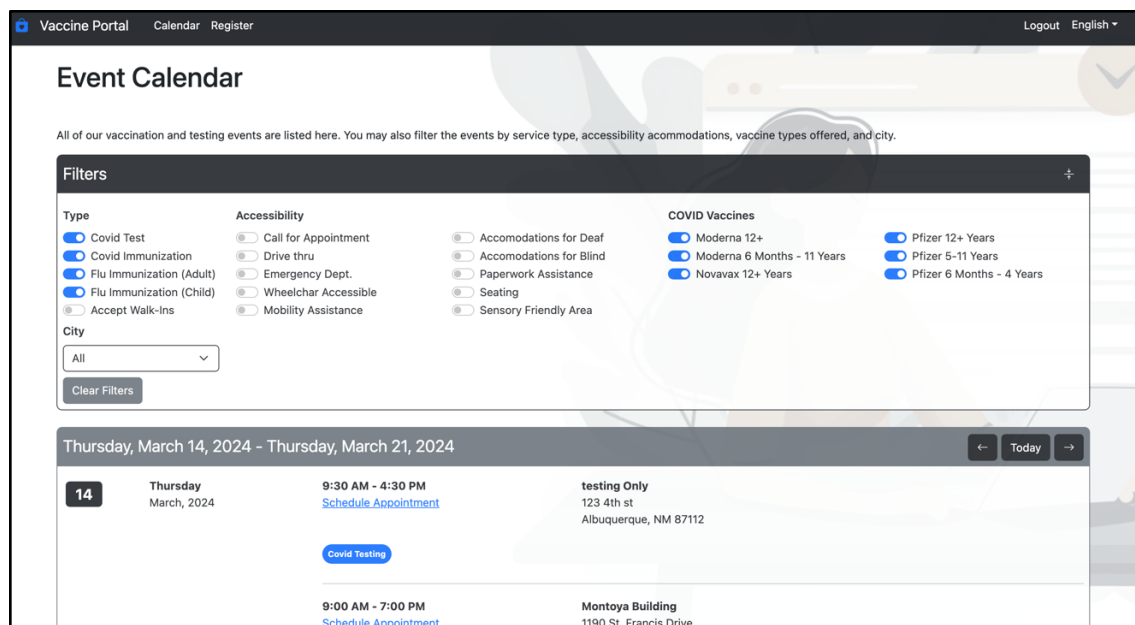 Vaccine Portal Calendar Register Logout English
Event Calendar
All of our vaccination and testing events are listed here. You may also filter the events by service type, accessibility acommodations, vaccine types offered, and city.
Filters
Type Accessibility COVID Vaccines
Covid Test Call for Appointment Accomodations for Deaf Moderna 12+ Pfizer 12+ Years
Covid Immunization Drive thru Accomodations for Blind Moderna 6 Months - 11 Years Pfizer 5-11 Years
Flu Immunization (Adult) Emergency Dept. Paperwork Assistance Novavax 12+ Years Pfizer 6 Months - 4 Years
Flu Immunization (Child) Wheelchar Accessible Seating
Accept Walk-Ins Mobility Assistance Sensory Friendly Area
City
All
Clear Filters
Thursday, March 14, 2024 - Thursday, March 21, 2024 ← Today →
14 Thursday 9:30 AM - 4:30 PM testing Only
March, 2024 Schedule Appointment 123 4th st
Albuquerque, NM 87112
Covid Testing
9:00 AM - 7:00 PM Montoya Building
Schedule Appointment 1190 St. Francis Drive